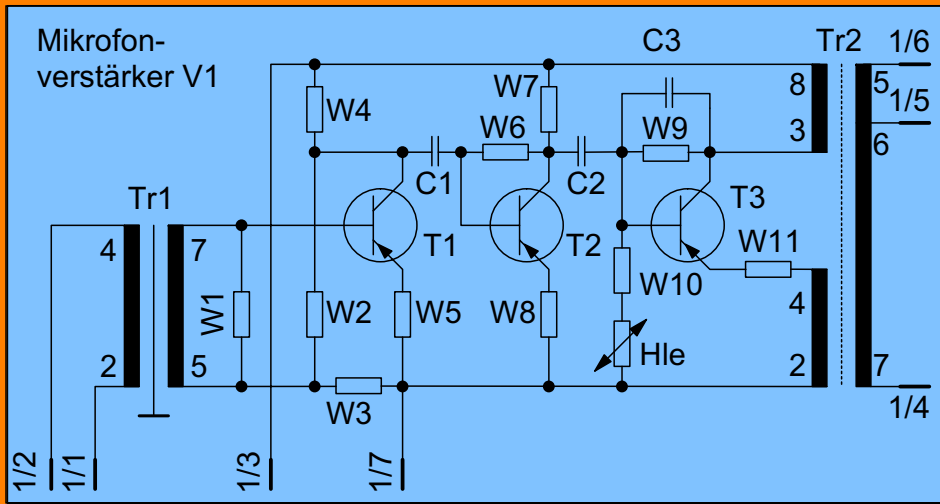 Mikrofon-
verstärker V1
C3
Tr2
1/6
8
5
W7
W4
1/5
W6
W9
3
6
C1
C2
Tr1
T3
4
7
T1
T2
W11
W10
W1
W2
W5
W8
4
Hle
2
5
2
7
W3
1/4
1/2
1/1
1/3
1/7